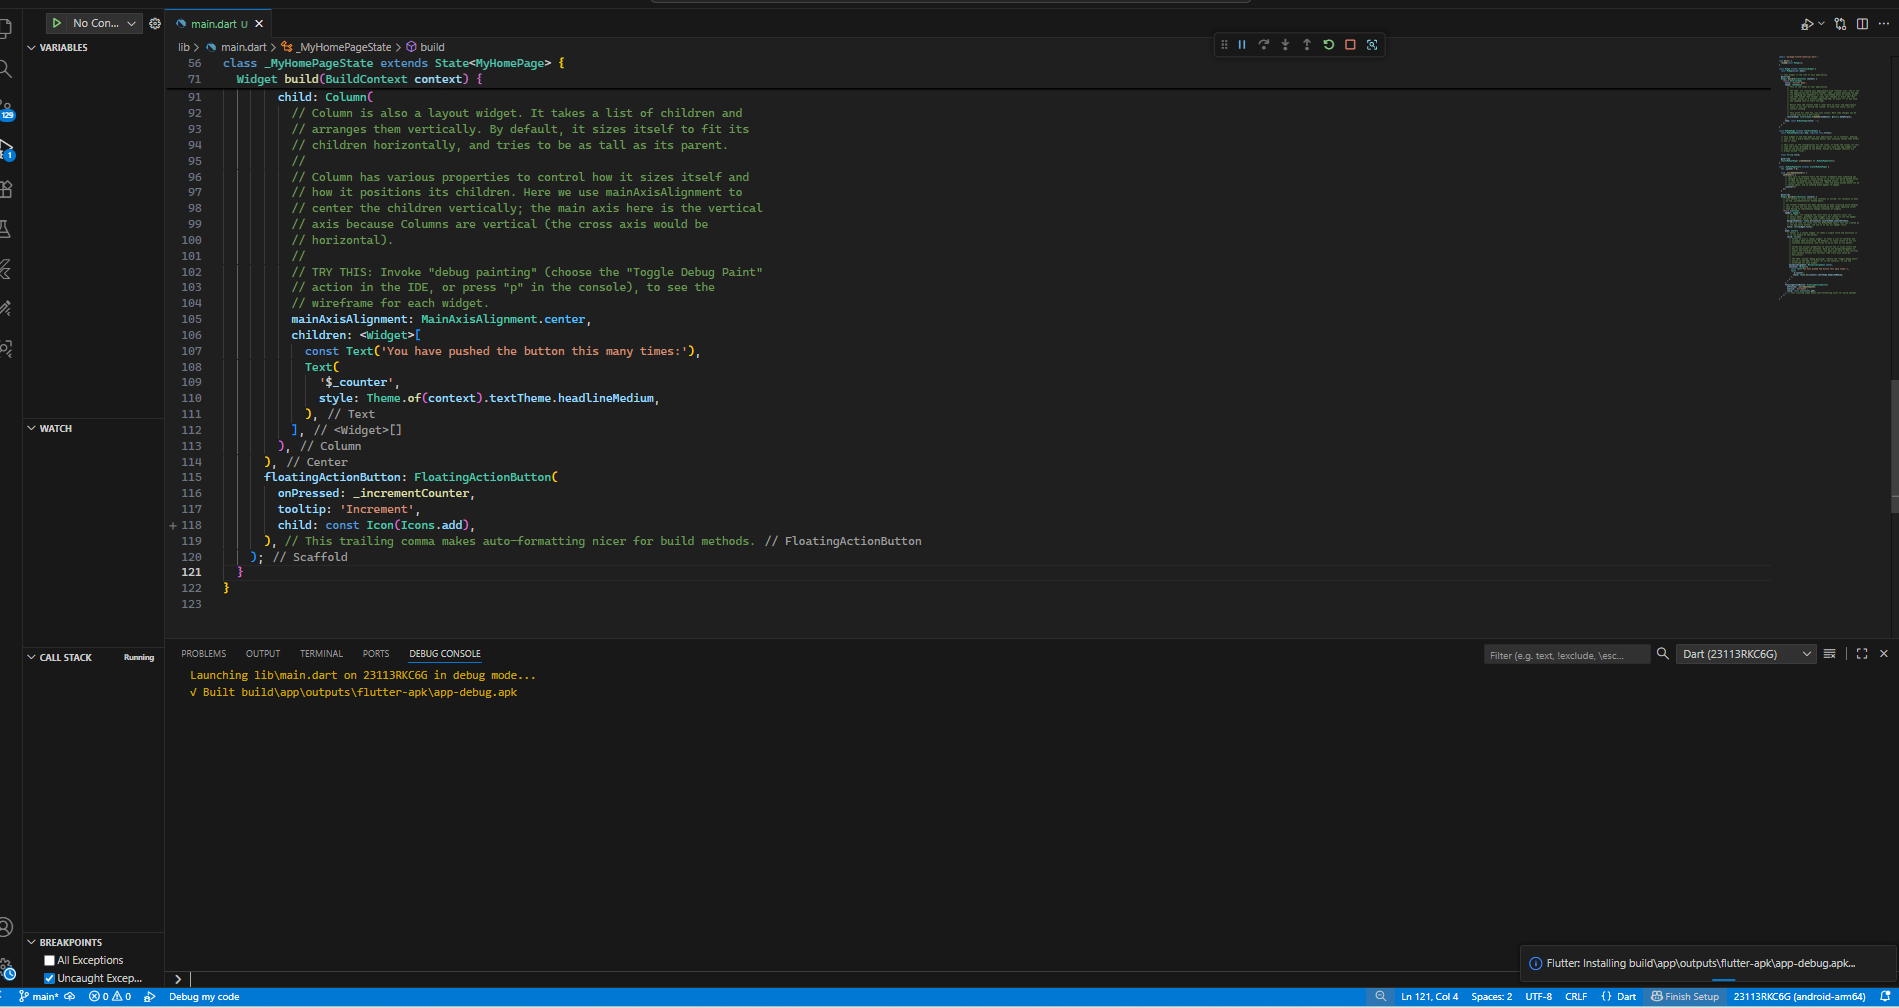 No Con...
main.dart U
VARIABLES
lib > main.dart > _MyHomePageState > build
56 class _MyHomePageState extends State<MyHomePage> {
71 Widget build(BuildContext context) {
91 child: Column(
92 // Column is also a layout widget. It takes a list of children and
93 // arranges them vertically. By default, it sizes itself to fit its
94 // children horizontally, and tries to be as tall as its parent.
95 //
96 // Column has various properties to control how it sizes itself and
97 // how it positions its children. Here we use mainAxisAlignment to
98 // center the children vertically; the main axis here is the vertical
99 // axis because Columns are vertical (the cross axis would be
100 // horizontal).
101 //
102 // TRY THIS: Invoke "debug painting" (choose the "Toggle Debug Paint"
103 // action in the IDE, or press "p" in the console), to see the
104 // wireframe for each widget.
105 mainAxisAlignment: MainAxisAlignment.center,
106 children: <Widget>[
107 const Text('You have pushed the button this many times:'),
108 Text(
109 '$_counter',
110 style: Theme.of(context).textTheme.headlineMedium,
111 ), // Text
112 ], // <Widget>[]
113 ), // Column
114 ), // Center
115 floatingActionButton: FloatingActionButton(
116 onPressed: _incrementCounter,
117 tooltip: 'Increment',
118 child: const Icon(Icons.add),
119 ), // This trailing comma makes auto-formatting nicer for build methods. // FloatingActionButton
120 ); // Scaffold
121 }
122 }
123
129
1
WATCH
CALL STACK Running
BREAKPOINTS
All Exceptions
Uncaught Excep...
PROBLEMS OUTPUT TERMINAL PORTS DEBUG CONSOLE
Filter (e.g. text, !exclude, \esc...
Dart (23113RKC6G)
Launching lib\main.dart on 23113RKC6G in debug mode...
√ Built build\app\outputs\flutter-apk\app-debug.apk
Flutter: Installing build\app\outputs\flutter-apk\app-debug.apk...
main* 0 0 Debug my code
Ln 121, Col 4 Spaces: 2 UTF-8 CRLF {} Dart Finish Setup 23113RKC6G (android-arm64)